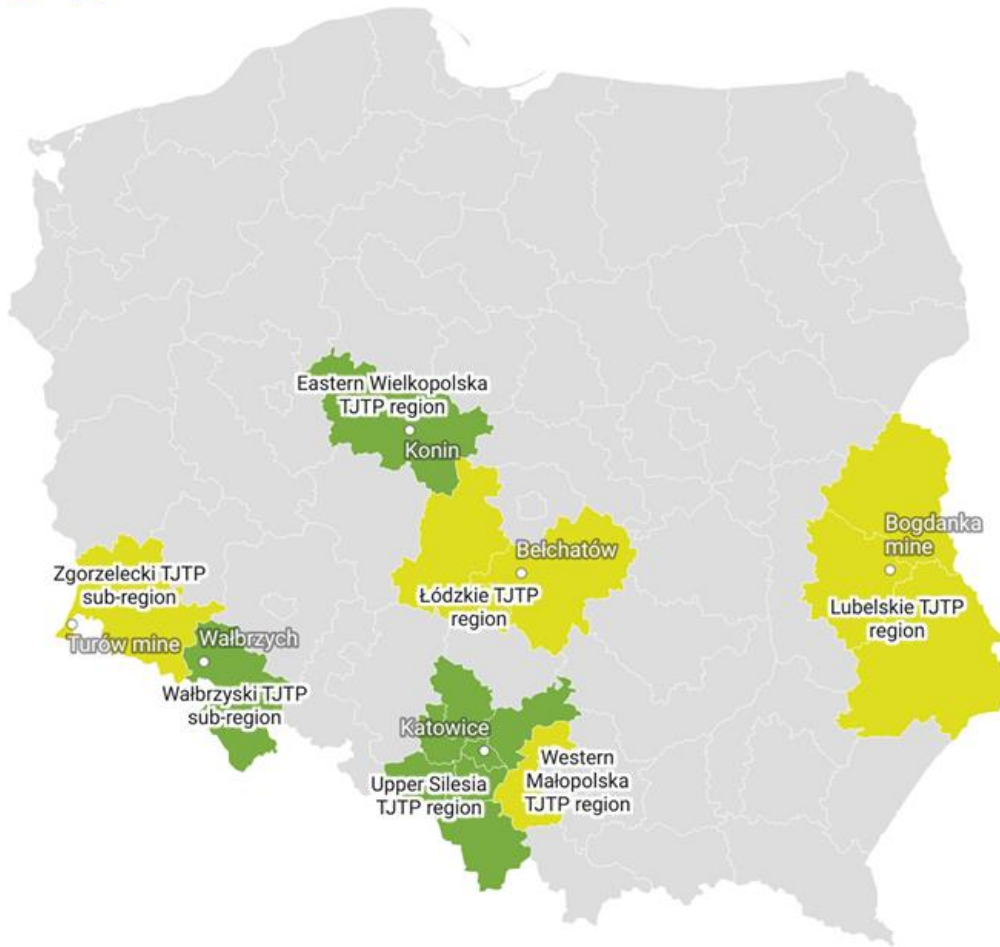 Eastern Wielkopolska
TJTP region
Konin
Bogdanka
mine
Bełchatów
Zgorzelecki TJTP
sub-region
Łódzkie TJTP
region
Lubelskie TJTP
region
Turów mine
Wałbrzych
Wałbrzyski TJTP
sub-region
Katowice
Western
Małopolska
TJTP region
Upper Silesia
TJTP region